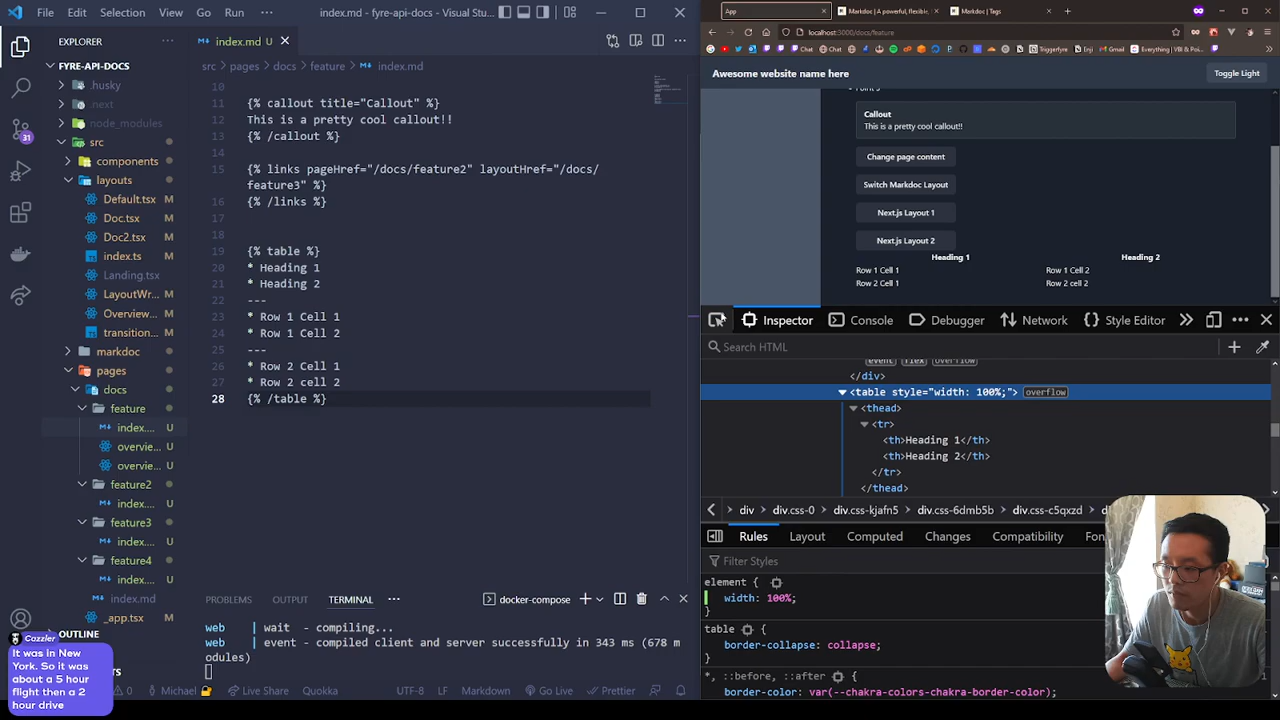 File Edit Selection View Go Run ··· index.md - fyre-api-docs - Visual Stu...
EXPLORER
FYRE-API-DOCS
.husky
.next
node_modules
src
components
layouts
Default.tsx M
Doc.tsx M
Doc2.tsx M
index.ts M
Landing.tsx
LayoutWr... M
Overview... M
transition... M
markdoc
pages
docs
feature
index.... U
overvie... U
overvie... U
feature2
index.... U
feature3
index.... U
feature4
index.... U
index.md
_app.tsx
OUTLINE
31
index.md U
src > pages > docs > feature > index.md
10
11 {% callout title="Callout" %}
12 This is a pretty cool callout!!
13 {% /callout %}
14
15 {% links pageHref="/docs/feature2" layoutHref="/docs/
feature3" %}
16 {% /links %}
17
18
19 {% table %}
20 * Heading 1
21 * Heading 2
22 ---
23 * Row 1 Cell 1
24 * Row 1 Cell 2
25 ---
26 * Row 2 Cell 1
27 * Row 2 cell 2
28 {% /table %}
PROBLEMS OUTPUT TERMINAL ··· docker-compose
web | wait - compiling...
web | event - compiled client and server successfully in 343 ms (678 m
odules)
Michael Live Share Quokka UTF-8 LF Markdown Go Live Prettier
Cazzler
It was in New
York. So it was
about a 5 hour
flight then a 2
hour drive
App
Markdoc | A powerful, flexible...
Markdoc | Tags
localhost:3000/docs/feature
Awesome website name here
Toggle Light
Callout
This is a pretty cool callout!!
Change page content
Switch Markdoc Layout
Next.js Layout 1
Next.js Layout 2
Heading 1 Heading 2
Row 1 Cell 1 Row 1 Cell 2
Row 2 Cell 1 Row 2 cell 2
Inspector Console Debugger Network Style Editor
Search HTML
event flex overflow
</div>
<table style="width: 100%;"> overflow
<thead>
<tr>
<th>Heading 1</th>
<th>Heading 2</th>
</tr>
</thead>
div div.css-0 div.css-kjafn5 div.css-6dmb5b div.css-c5qxzd
Rules Layout Computed Changes Compatibility
Filter Styles
element {
width: 100%;
}
table {
border-collapse: collapse;
}
*, ::before, ::after {
border-color: var(--chakra-colors-chakra-border-color);